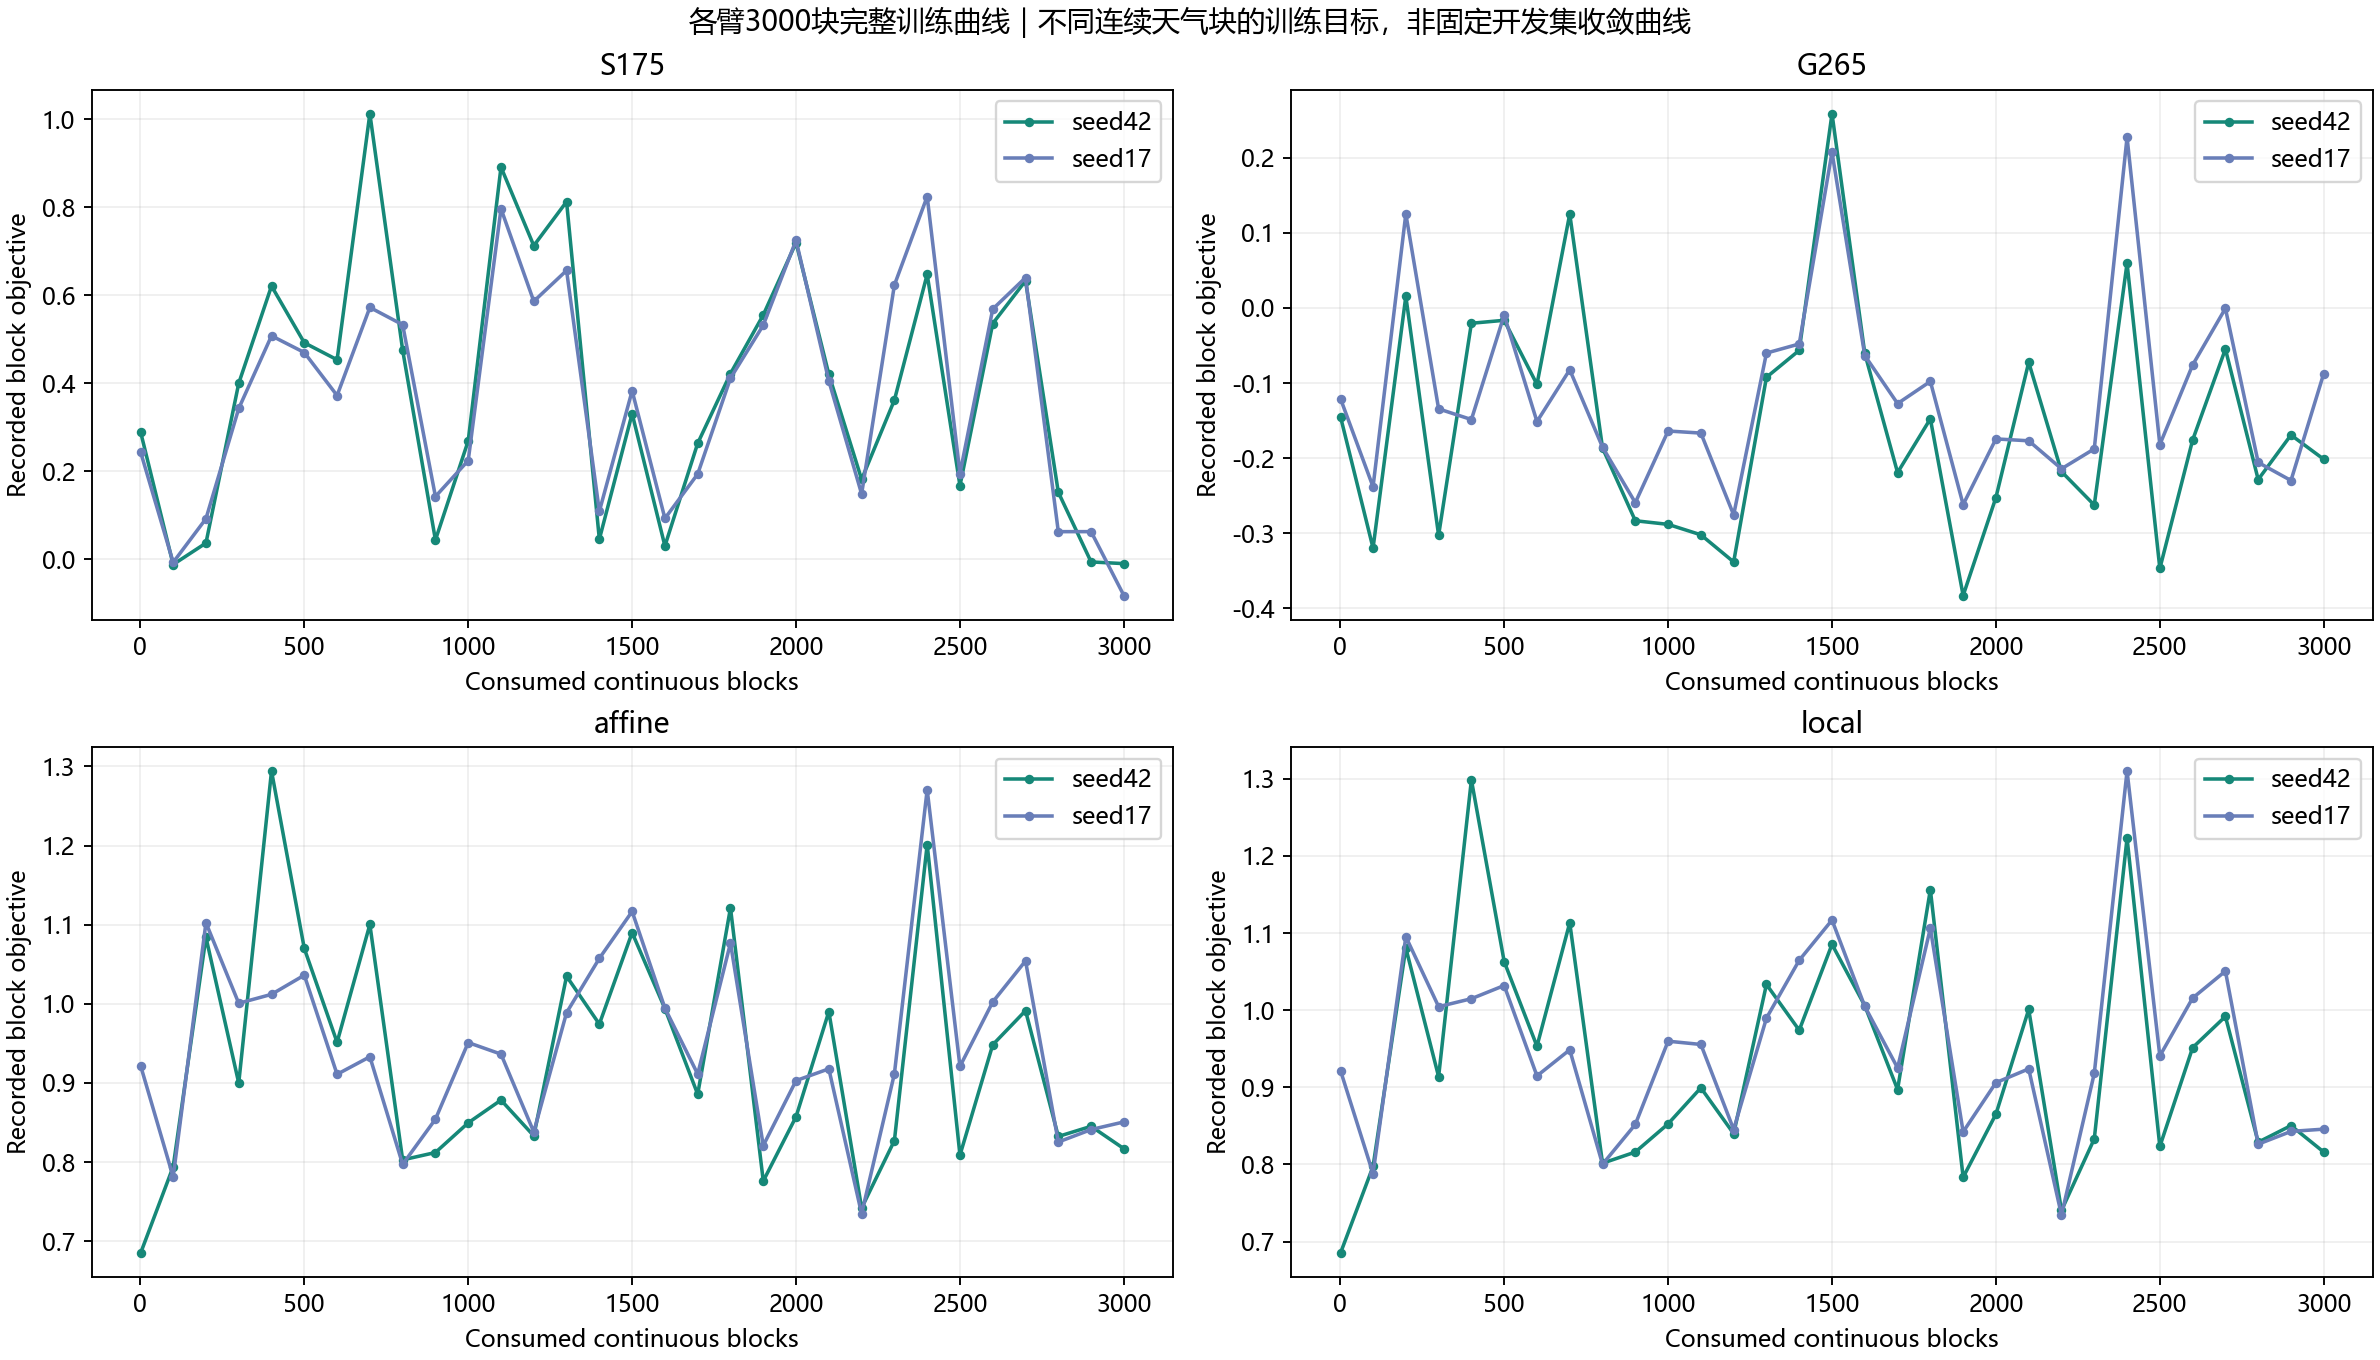 各臂3000块完整训练曲线｜不同连续天气块的训练目标，非固定开发集收敛曲线
S175
1.0
0.8
0.6
0.4
0.2
0.0
Recorded block objective
seed42
seed17
0 500 1000 1500 2000 2500 3000
Consumed continuous blocks
G265
0.2
0.1
0.0
-0.1
-0.2
-0.3
-0.4
Recorded block objective
seed42
seed17
0 500 1000 1500 2000 2500 3000
Consumed continuous blocks
affine
1.3
1.2
1.1
1.0
0.9
0.8
0.7
Recorded block objective
seed42
seed17
0 500 1000 1500 2000 2500 3000
Consumed continuous blocks
local
1.3
1.2
1.1
1.0
0.9
0.8
0.7
Recorded block objective
seed42
seed17
0 500 1000 1500 2000 2500 3000
Consumed continuous blocks